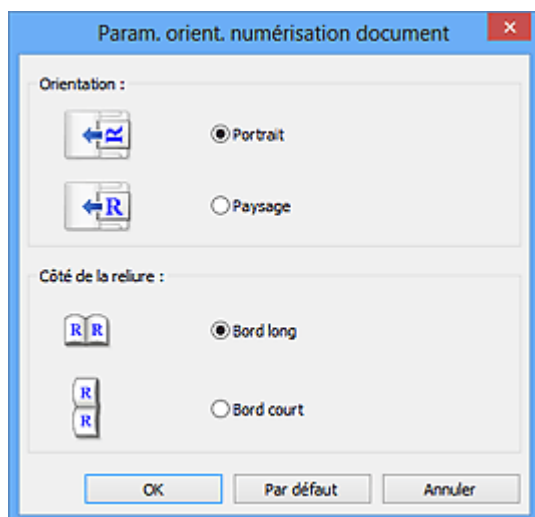 Param. orient. numérisation document
Orientation :
R
Portrait
R
Paysage
Côté de la reliure :
R R
Bord long
R
R
Bord court
OK Par défaut Annuler